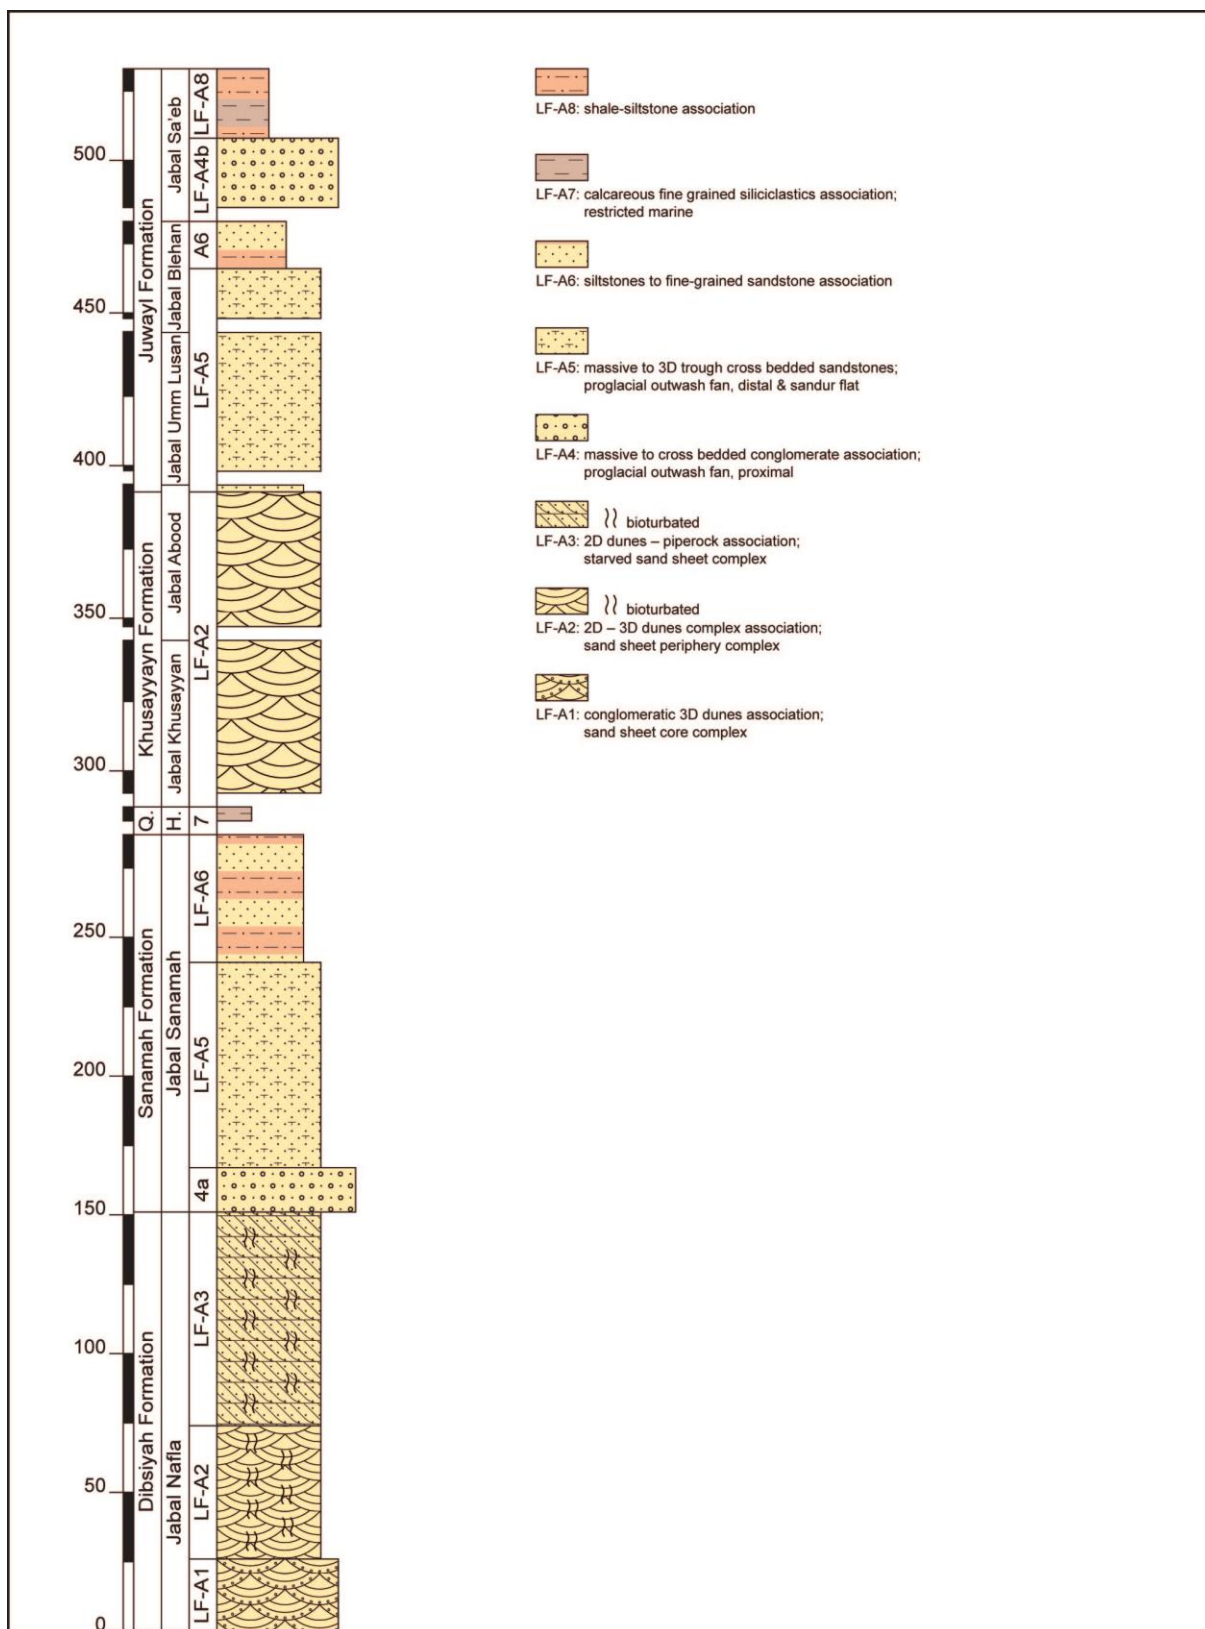 500
450
400
350
300
250
200
150
100
50
0
Juwayl Formation
Khusayyayn Formation
Q.
Sanamah Formation
Dibsiyah Formation
Jabal Sa'eb
Jabal Blehan
Jabal Umm Lusan
Jabal Abood
Jabal Khusayyan
H.
Jabal Sanamah
Jabal Nafla
LF-A8
LF-A4b
A6
LF-A5
LF-A2
7
LF-A6
LF-A5
4a
LF-A3
LF-A2
LF-A1
LF-A8: shale-siltstone association
LF-A7: calcareous fine grained siliciclastics association;
restricted marine
LF-A6: siltstones to fine-grained sandstone association
LF-A5: massive to 3D trough cross bedded sandstones;
proglacial outwash fan, distal & sandur flat
LF-A4: massive to cross bedded conglomerate association;
proglacial outwash fan, proximal
bioturbated
LF-A3: 2D dunes – piperock association;
starved sand sheet complex
bioturbated
LF-A2: 2D – 3D dunes complex association;
sand sheet periphery complex
LF-A1: conglomeratic 3D dunes association;
sand sheet core complex